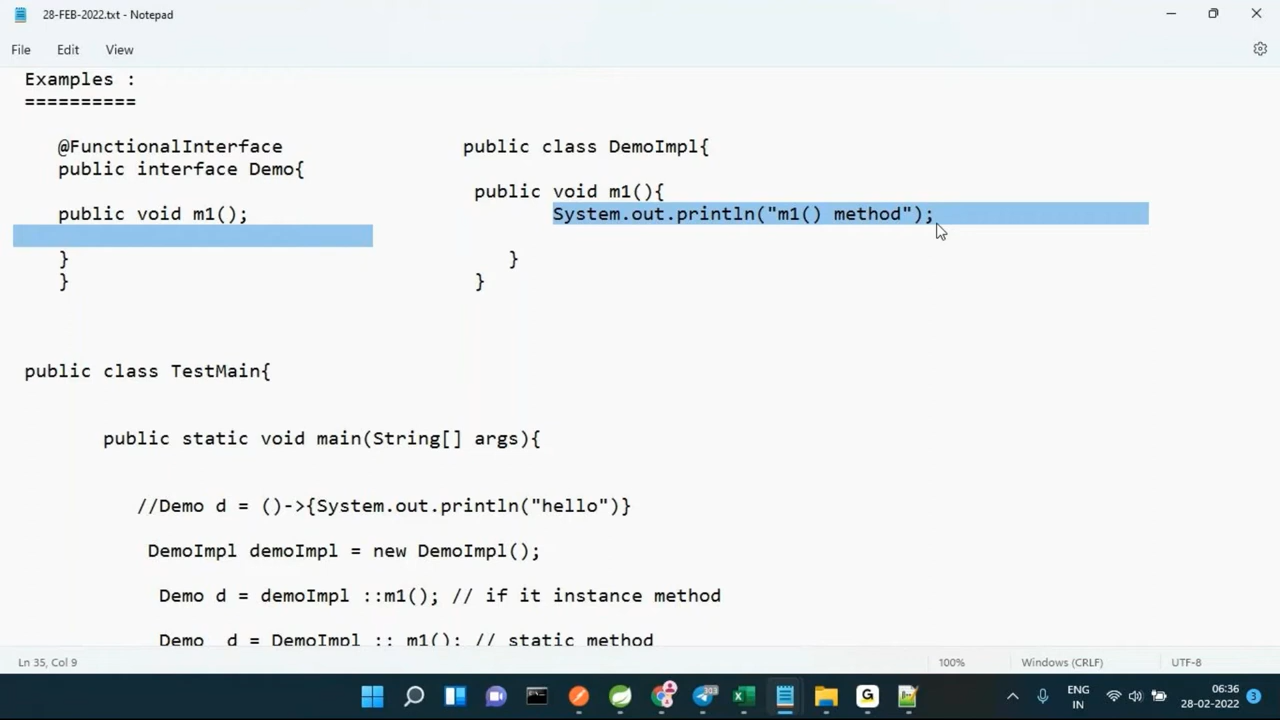 28-FEB-2022.txt - Notepad
File Edit View
Examples :
==========
@FunctionalInterface public class DemoImpl{
public interface Demo{
public void m1(){
public void m1(); System.out.println("m1() method");
} }
} }
public class TestMain{
public static void main(String[] args){
//Demo d = ()->{System.out.println("hello")}
DemoImpl demoImpl = new DemoImpl();
Demo d = demoImpl ::m1(); // if it instance method
Demo d = DemoImpl :: m1(); // static method
Ln 35, Col 9 100% Windows (CRLF) UTF-8
ENG 06:36
IN 28-02-2022 3